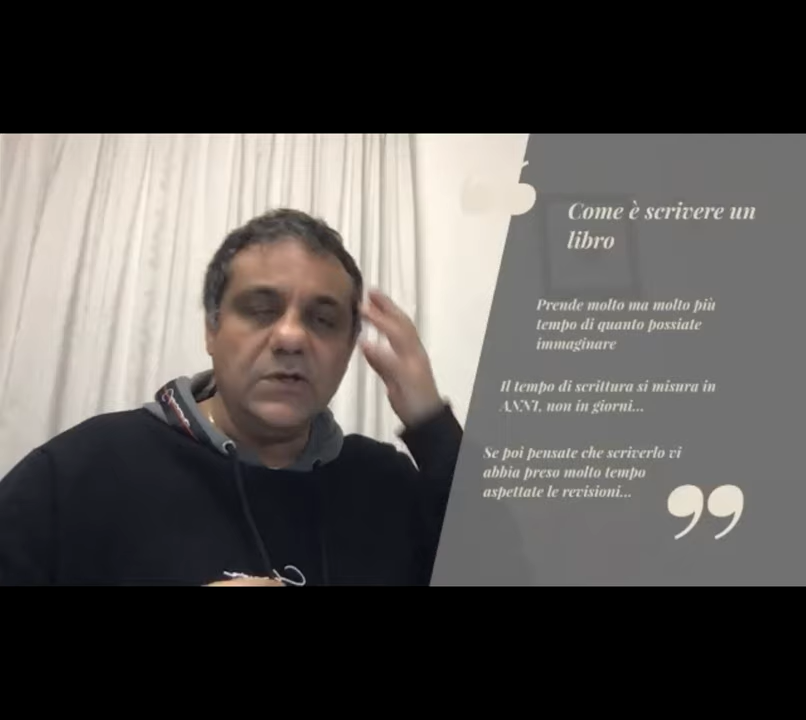 Come è scrivere un
libro
Prende molto ma molto più
tempo di quanto possiate
immaginare
Il tempo di scrittura si misura in
ANNI, non in giorni...
Se poi pensate che scriverlo vi
abbia preso molto tempo
aspettate le revisioni...